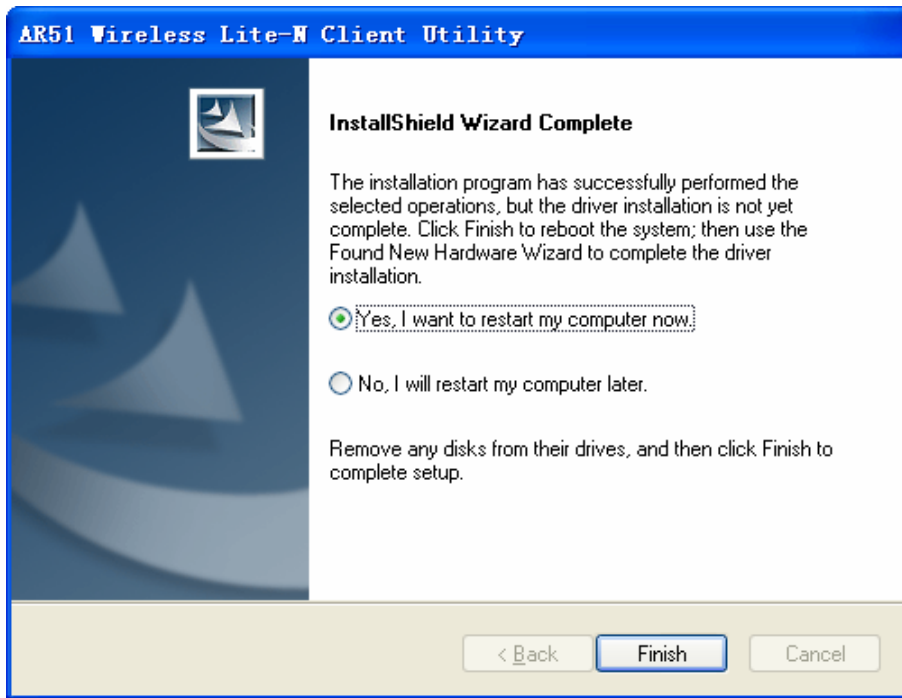 AR51 Wireless Lite-N Client Utility
InstallShield Wizard Complete
The installation program has successfully performed the
selected operations, but the driver installation is not yet
complete. Click Finish to reboot the system; then use the
Found New Hardware Wizard to complete the driver
installation.
Yes, I want to restart my computer now.
No, I will restart my computer later.
Remove any disks from their drives, and then click Finish to
complete setup.
< Back Finish Cancel